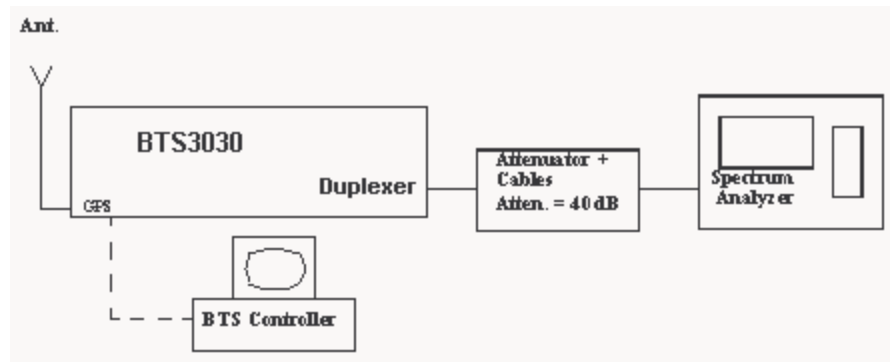 Ant.
BTS3030
Duplexer
GPS
Attenuator +
Cables
Atten. = 40 dB
Spectrum
Analyzer
BTS Controller